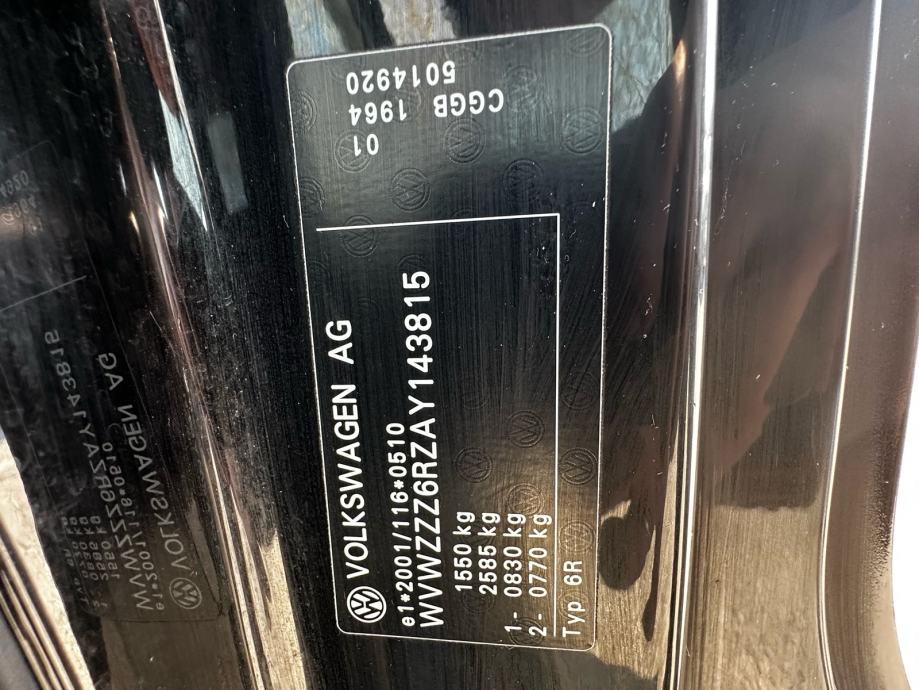 VOLKSWAGEN AG
e1*2001/116*0510
WVWZZZ6RZAY143815
1550 kg
2585 kg
1- 0830 kg
2- 0770 kg
Typ 6R
5014920
CGGB 1964
01